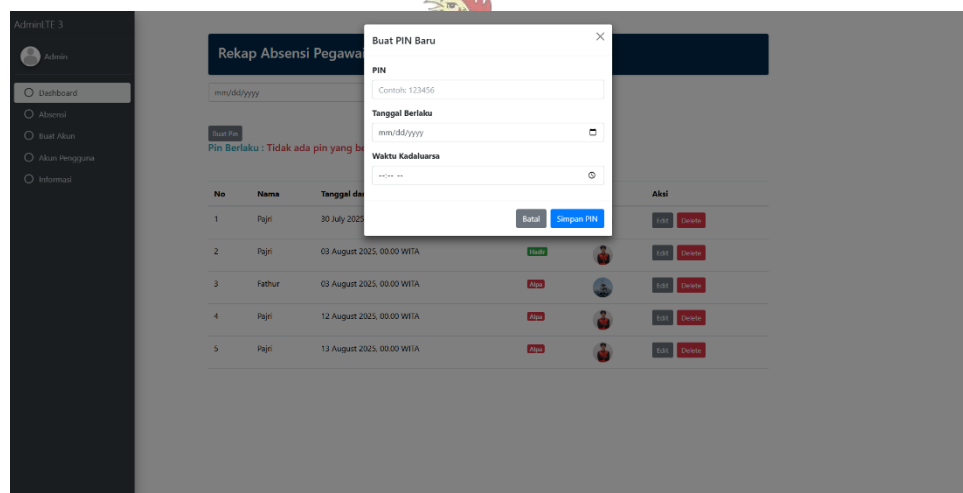 AdminLTE 3
Admin
Dashboard
Absensi
Buat Akun
Akun Pengguna
Informasi
Rekap Absensi Pegawai
mm/dd/yyyy
Buat Pin
Pin Berlaku : Tidak ada pin yang be
Buat PIN Baru
PIN
Contoh: 123456
Tanggal Berlaku
mm/dd/yyyy
Waktu Kadaluarsa
--:-- --
Batal Simpan PIN
No Nama Tanggal da Aksi
1 Pajri 30 July 2025 Edit Delete
2 Pajri 03 August 2025, 00.00 WITA Hadir Edit Delete
3 Fathur 03 August 2025, 00.00 WITA Alpa Edit Delete
4 Pajri 12 August 2025, 00.00 WITA Alpa Edit Delete
5 Pajri 13 August 2025, 00.00 WITA Alpa Edit Delete